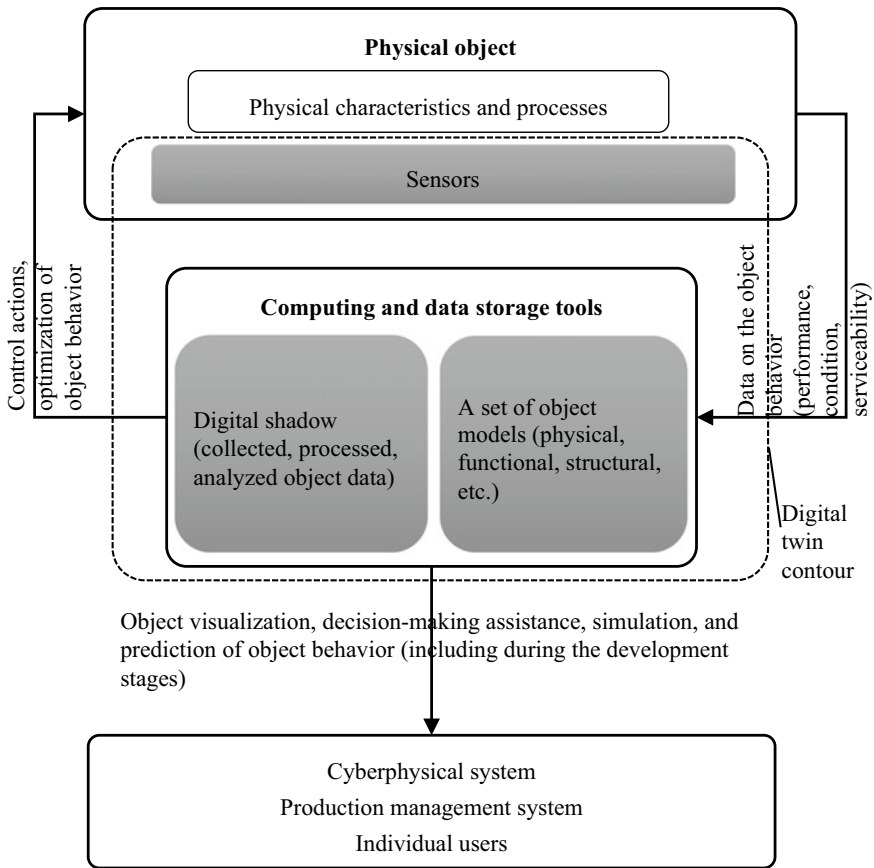 Physical object
Physical characteristics and processes
Sensors
Control actions,
optimization of
object behavior
Computing and data storage tools
Digital shadow
(collected, processed,
analyzed object data)
A set of object
models (physical,
functional, structural,
etc.)
Data on the object
behavior
(performance,
condition,
serviceability)
Digital
twin
contour
Object visualization, decision-making assistance, simulation, and
prediction of object behavior (including during the development
stages)
Cyberphysical system
Production management system
Individual users